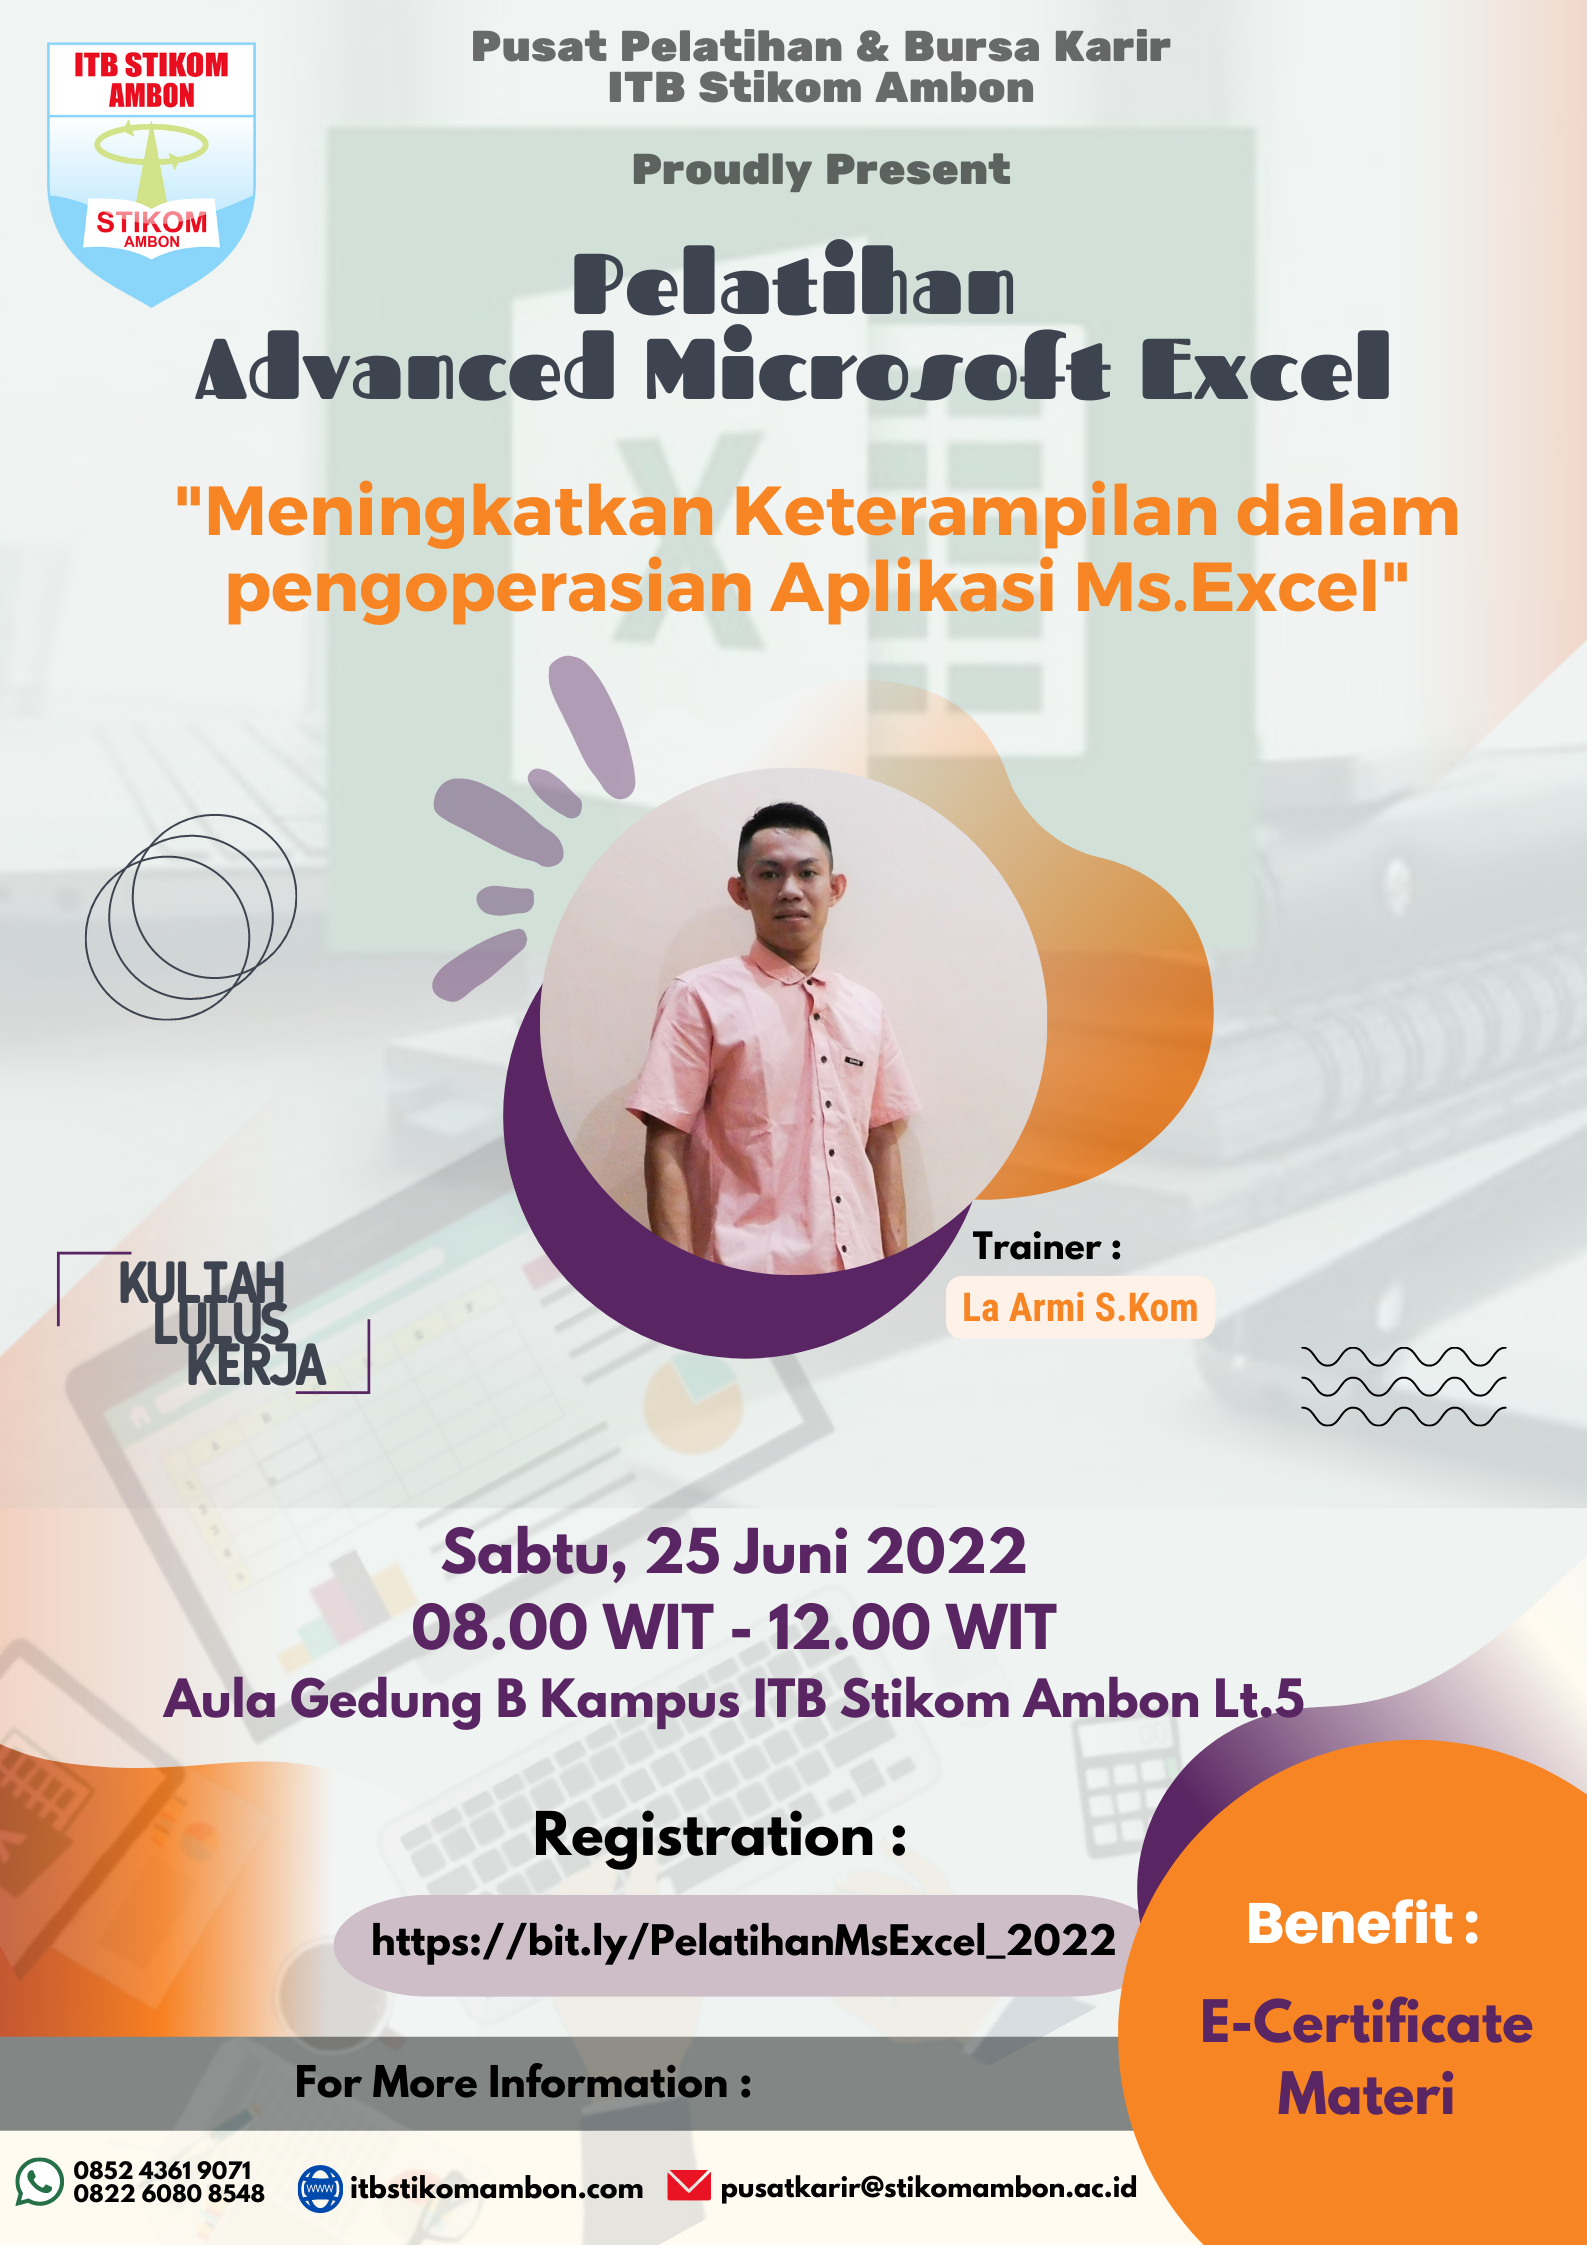 ITB STIKOM
AMBON
STIKOM
AMBON
Pusat Pelatihan & Bursa Karir
ITB Stikom Ambon
Proudly Present
Pelatihan
Advanced Microsoft Excel
"Meningkatkan Keterampilan dalam
pengoperasian Aplikasi Ms.Excel"
Trainer :
La Armi S.Kom
KULIAH
LULUS
KERJA
Sabtu, 25 Juni 2022
08.00 WIT - 12.00 WIT
Aula Gedung B Kampus ITB Stikom Ambon Lt.5
Registration :
https://bit.ly/PelatihanMsExcel_2022
Benefit :
E-Certificate
Materi
For More Information :
0852 4361 9071
0822 6080 8548
www
itbstikomambon.com
pusatkarir@stikomambon.ac.id